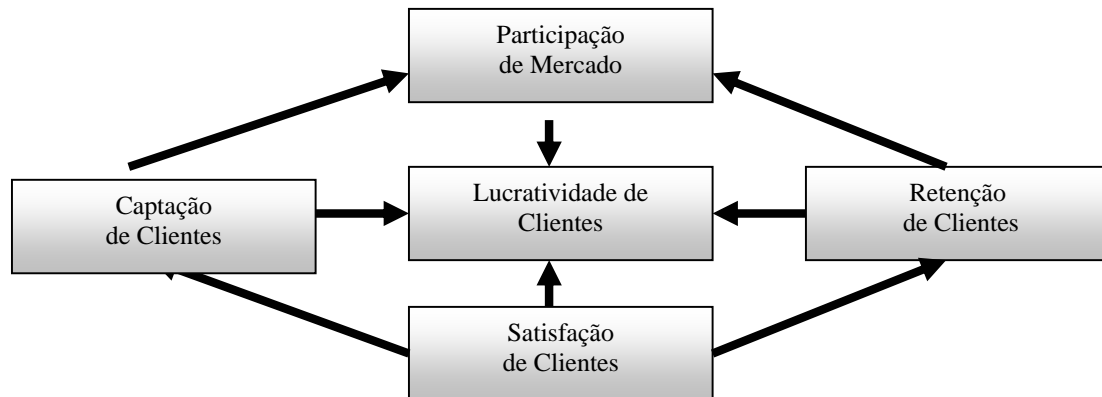 Participação
de Mercado
Captação
de Clientes
Lucratividade de
Clientes
Retenção
de Clientes
Satisfação
de Clientes